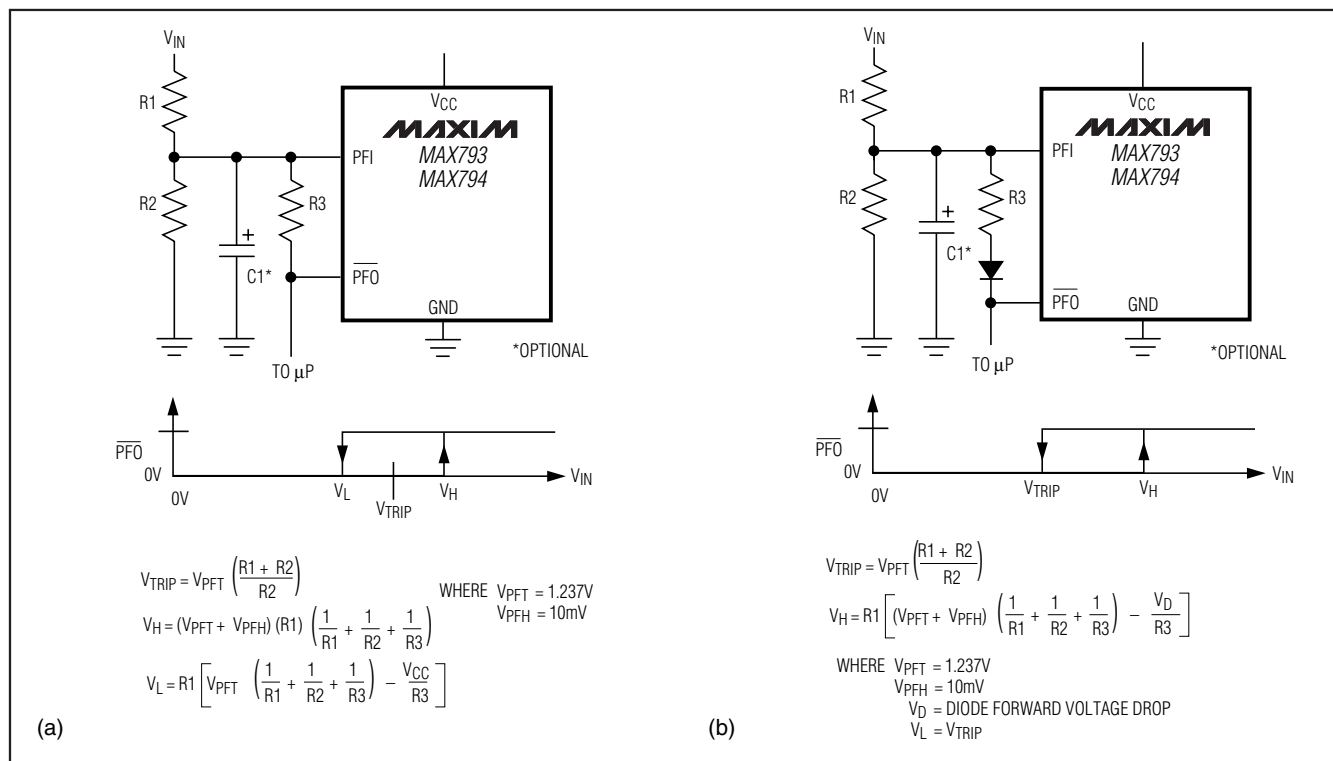 VIN
R1
VCC
MAXIM
MAX793
MAX794
PFI
R2
R3
+
C1*
PFO
GND
*OPTIONAL
TO µP
PFO
0V
0V
VL
VTRIP
VH
VIN
VTRIP = VPFT (R1 + R2 / R2)
WHERE VPFT = 1.237V
VPFH = 10mV
VH = (VPFT + VPFH) (R1) (1/R1 + 1/R2 + 1/R3)
VL = R1 [VPFT (1/R1 + 1/R2 + 1/R3) – VCC/R3]
(a)
VIN
R1
VCC
MAXIM
MAX793
MAX794
PFI
R2
R3
+
C1*
PFO
GND
*OPTIONAL
TO µP
PFO
0V
0V
VTRIP
VH
VIN
VTRIP = VPFT (R1 + R2 / R2)
VH = R1 [(VPFT + VPFH) (1/R1 + 1/R2 + 1/R3) – VD/R3]
WHERE VPFT = 1.237V
VPFH = 10mV
VD = DIODE FORWARD VOLTAGE DROP
VL = VTRIP
(b)